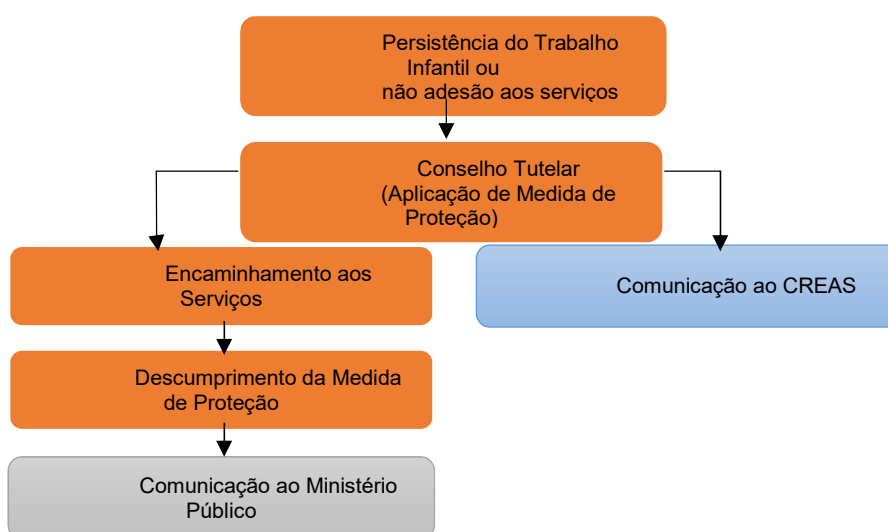 Persistência do Trabalho
Infantil ou
não adesão aos serviços
Conselho Tutelar
(Aplicação de Medida de
Proteção)
Encaminhamento aos
Serviços
Comunicação ao CREAS
Descumprimento da Medida
de Proteção
Comunicação ao Ministério
Público